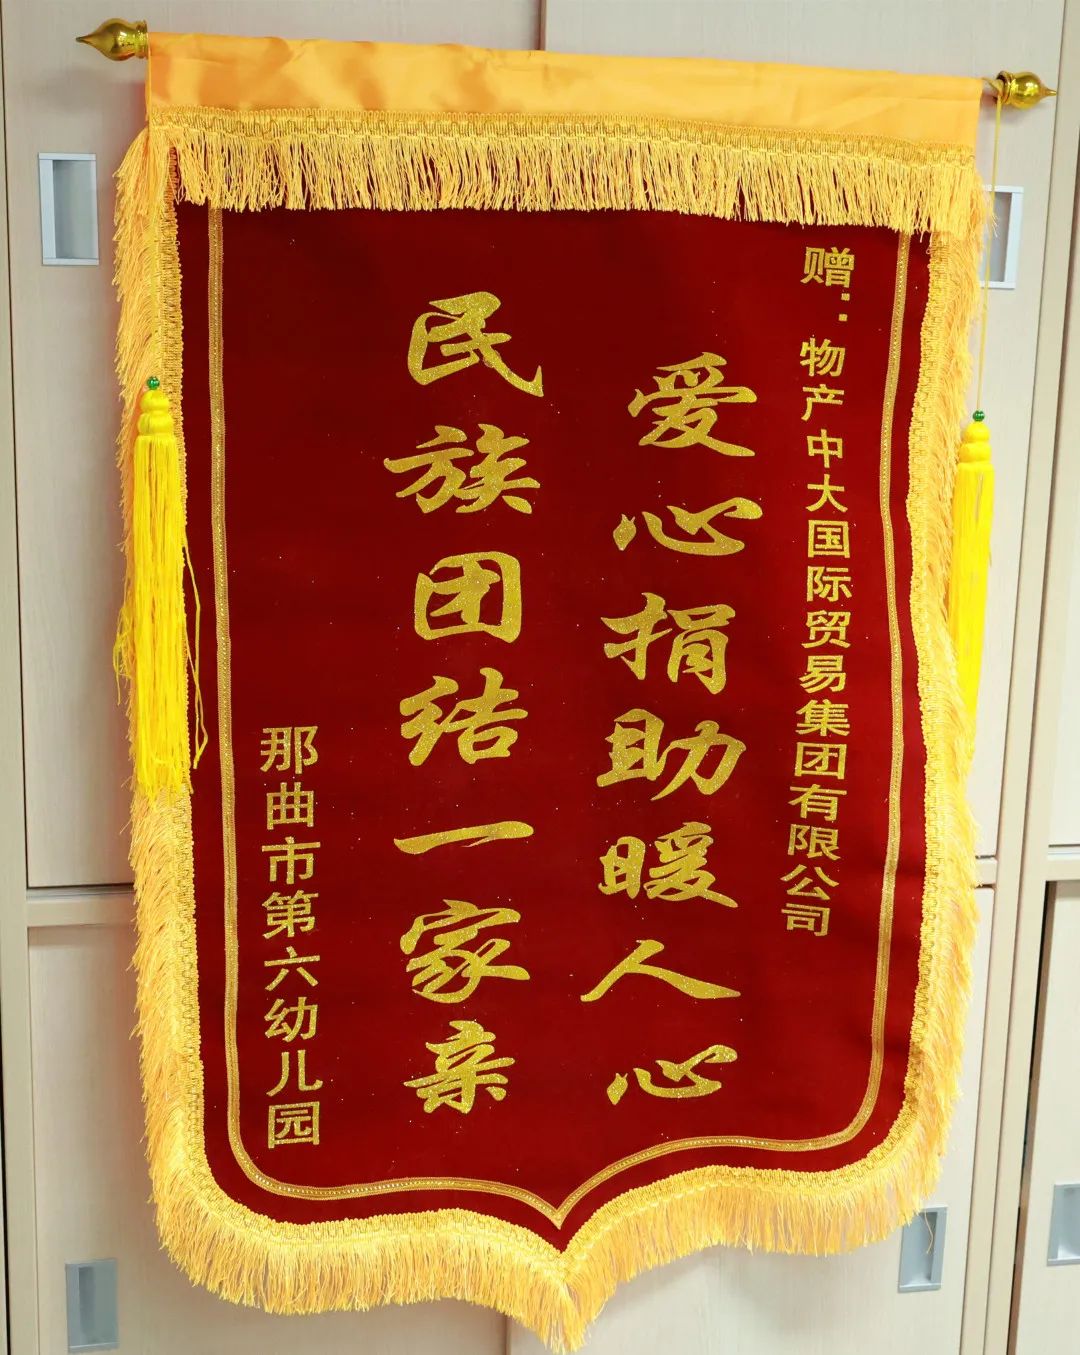 赠：物产中大国际贸易集团有限公司
爱心捐助暖人心
民族团结一家亲
那曲市第六幼儿园